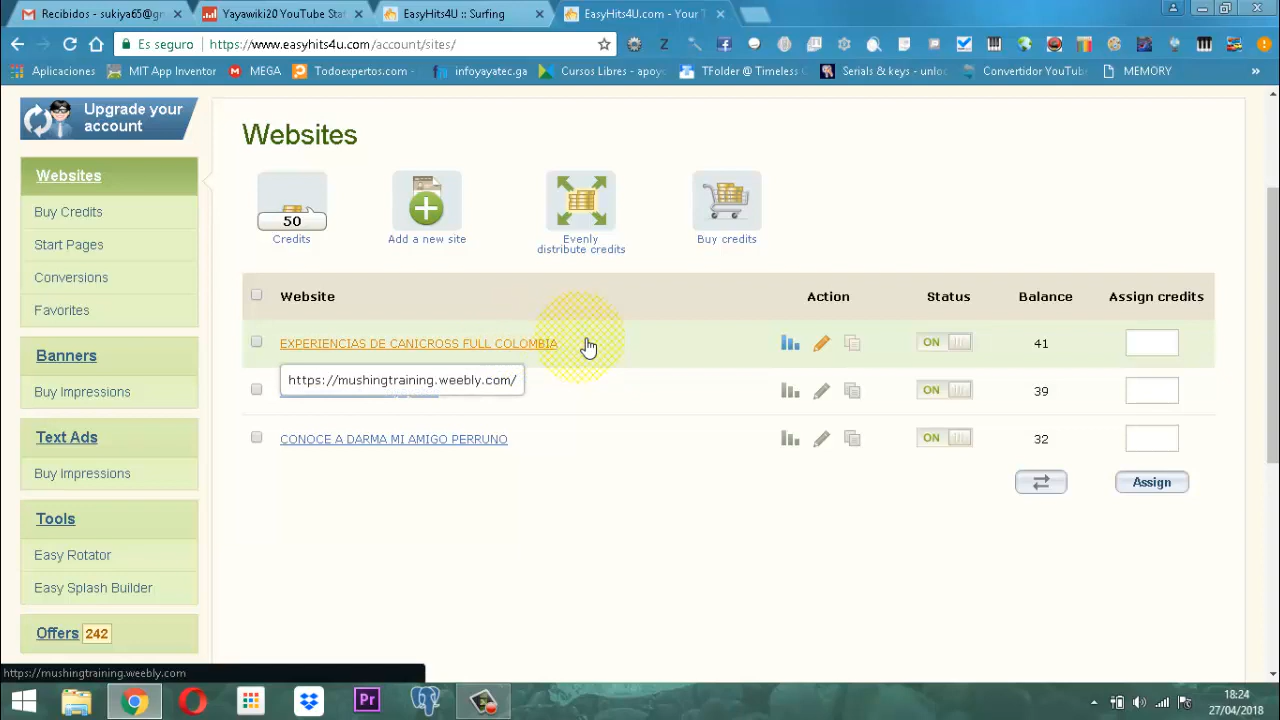 Recibidos - sukiya65@gr
Yayawiki20 YouTube Stat
EasyHits4U :: Surfing
EasyHits4U.com - Your T
Es seguro
https://www.easyhits4u.com/account/sites/
Aplicaciones
MIT App Inventor
MEGA
Todoexpertos.com -
infoyayatec.ga
Cursos Libres - apoyo
TFolder @ Timeless C
Serials & keys - unloc
Convertidor YouTube
MEMORY
»
Upgrade your
account
Websites
Buy Credits
Start Pages
Conversions
Favorites
Banners
Buy Impressions
Text Ads
Buy Impressions
Tools
Easy Rotator
Easy Splash Builder
Offers 242
Websites
50
Credits
Add a new site
Evenly
distribute credits
Buy credits
Website Action Status Balance Assign credits
EXPERIENCIAS DE CANICROSS FULL COLOMBIA ON 41
https://mushingtraining.weebly.com/
ON 39
CONOCE A DARMA MI AMIGO PERRUNO ON 32
Assign
https://mushingtraining.weebly.com
Pr
18:24
27/04/2018